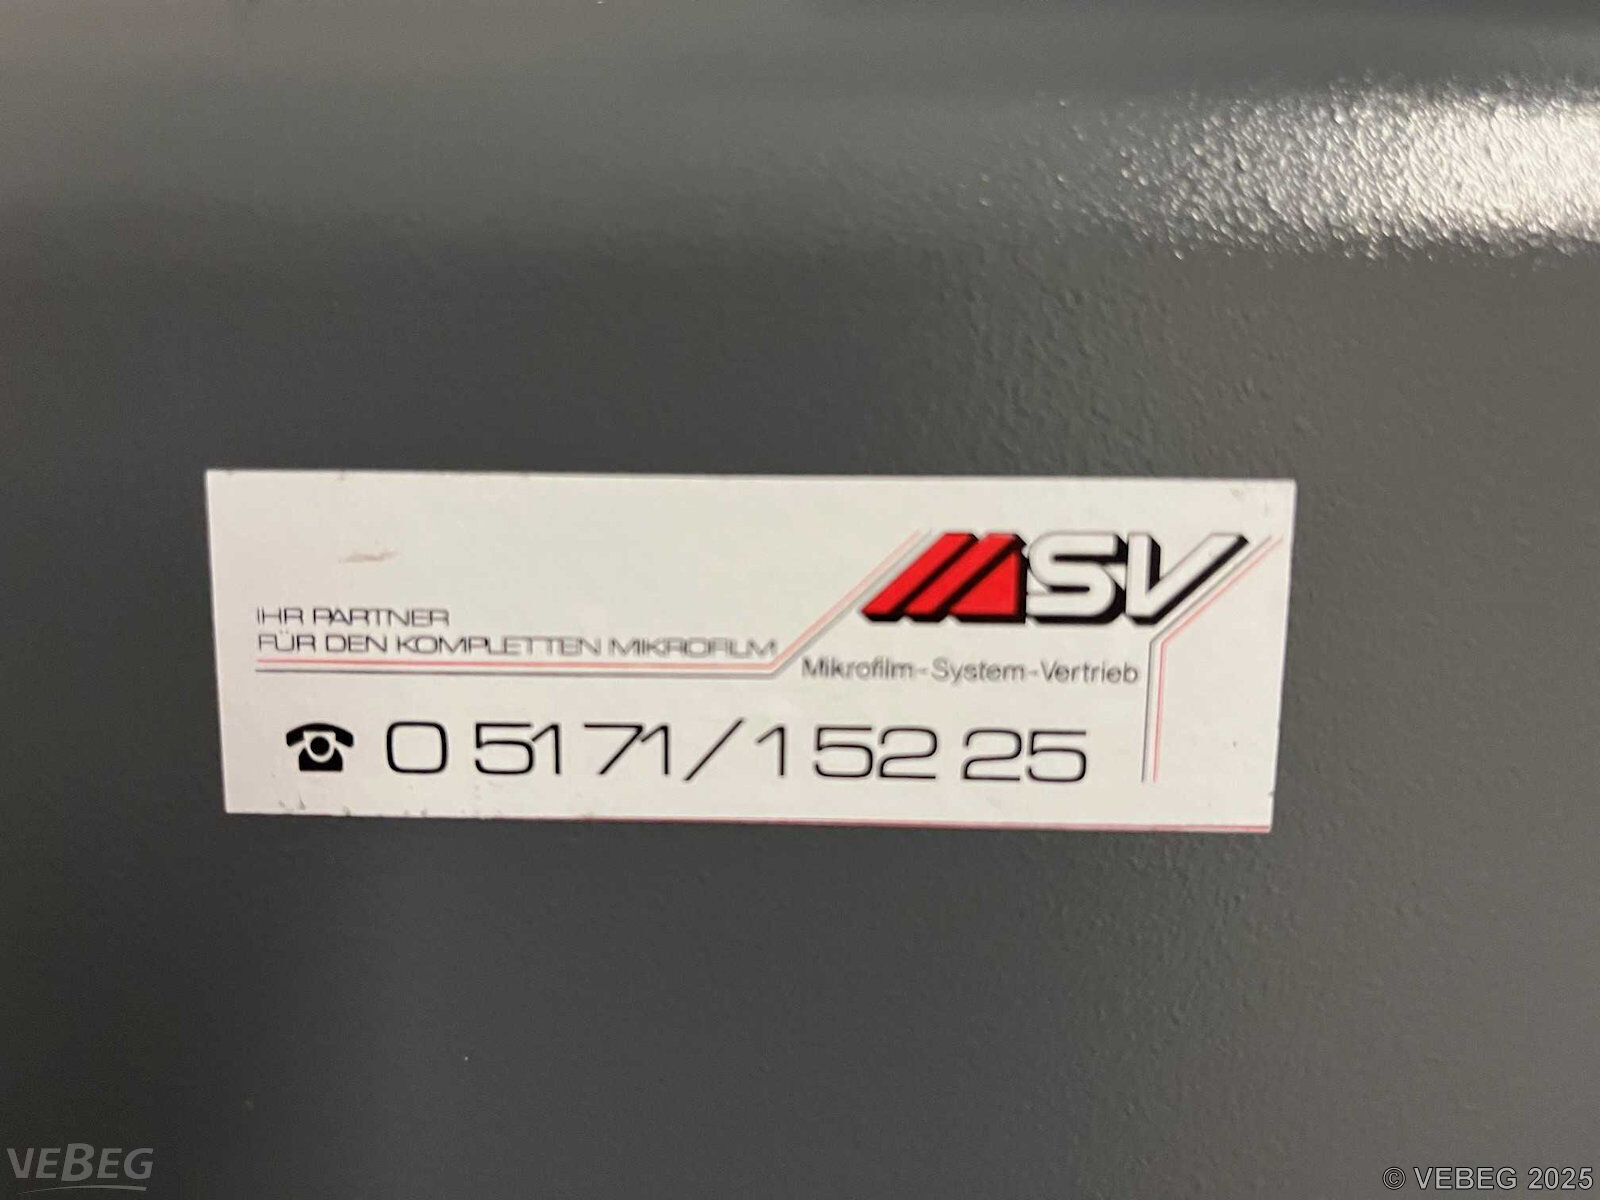 MSV
IHR PARTNER
FÜR DEN KOMPLETTEN MIKROFILM
Mikrofilm-System-Vertrieb
0 51 71/1 52 25
VEBEG
© VEBEG 2025